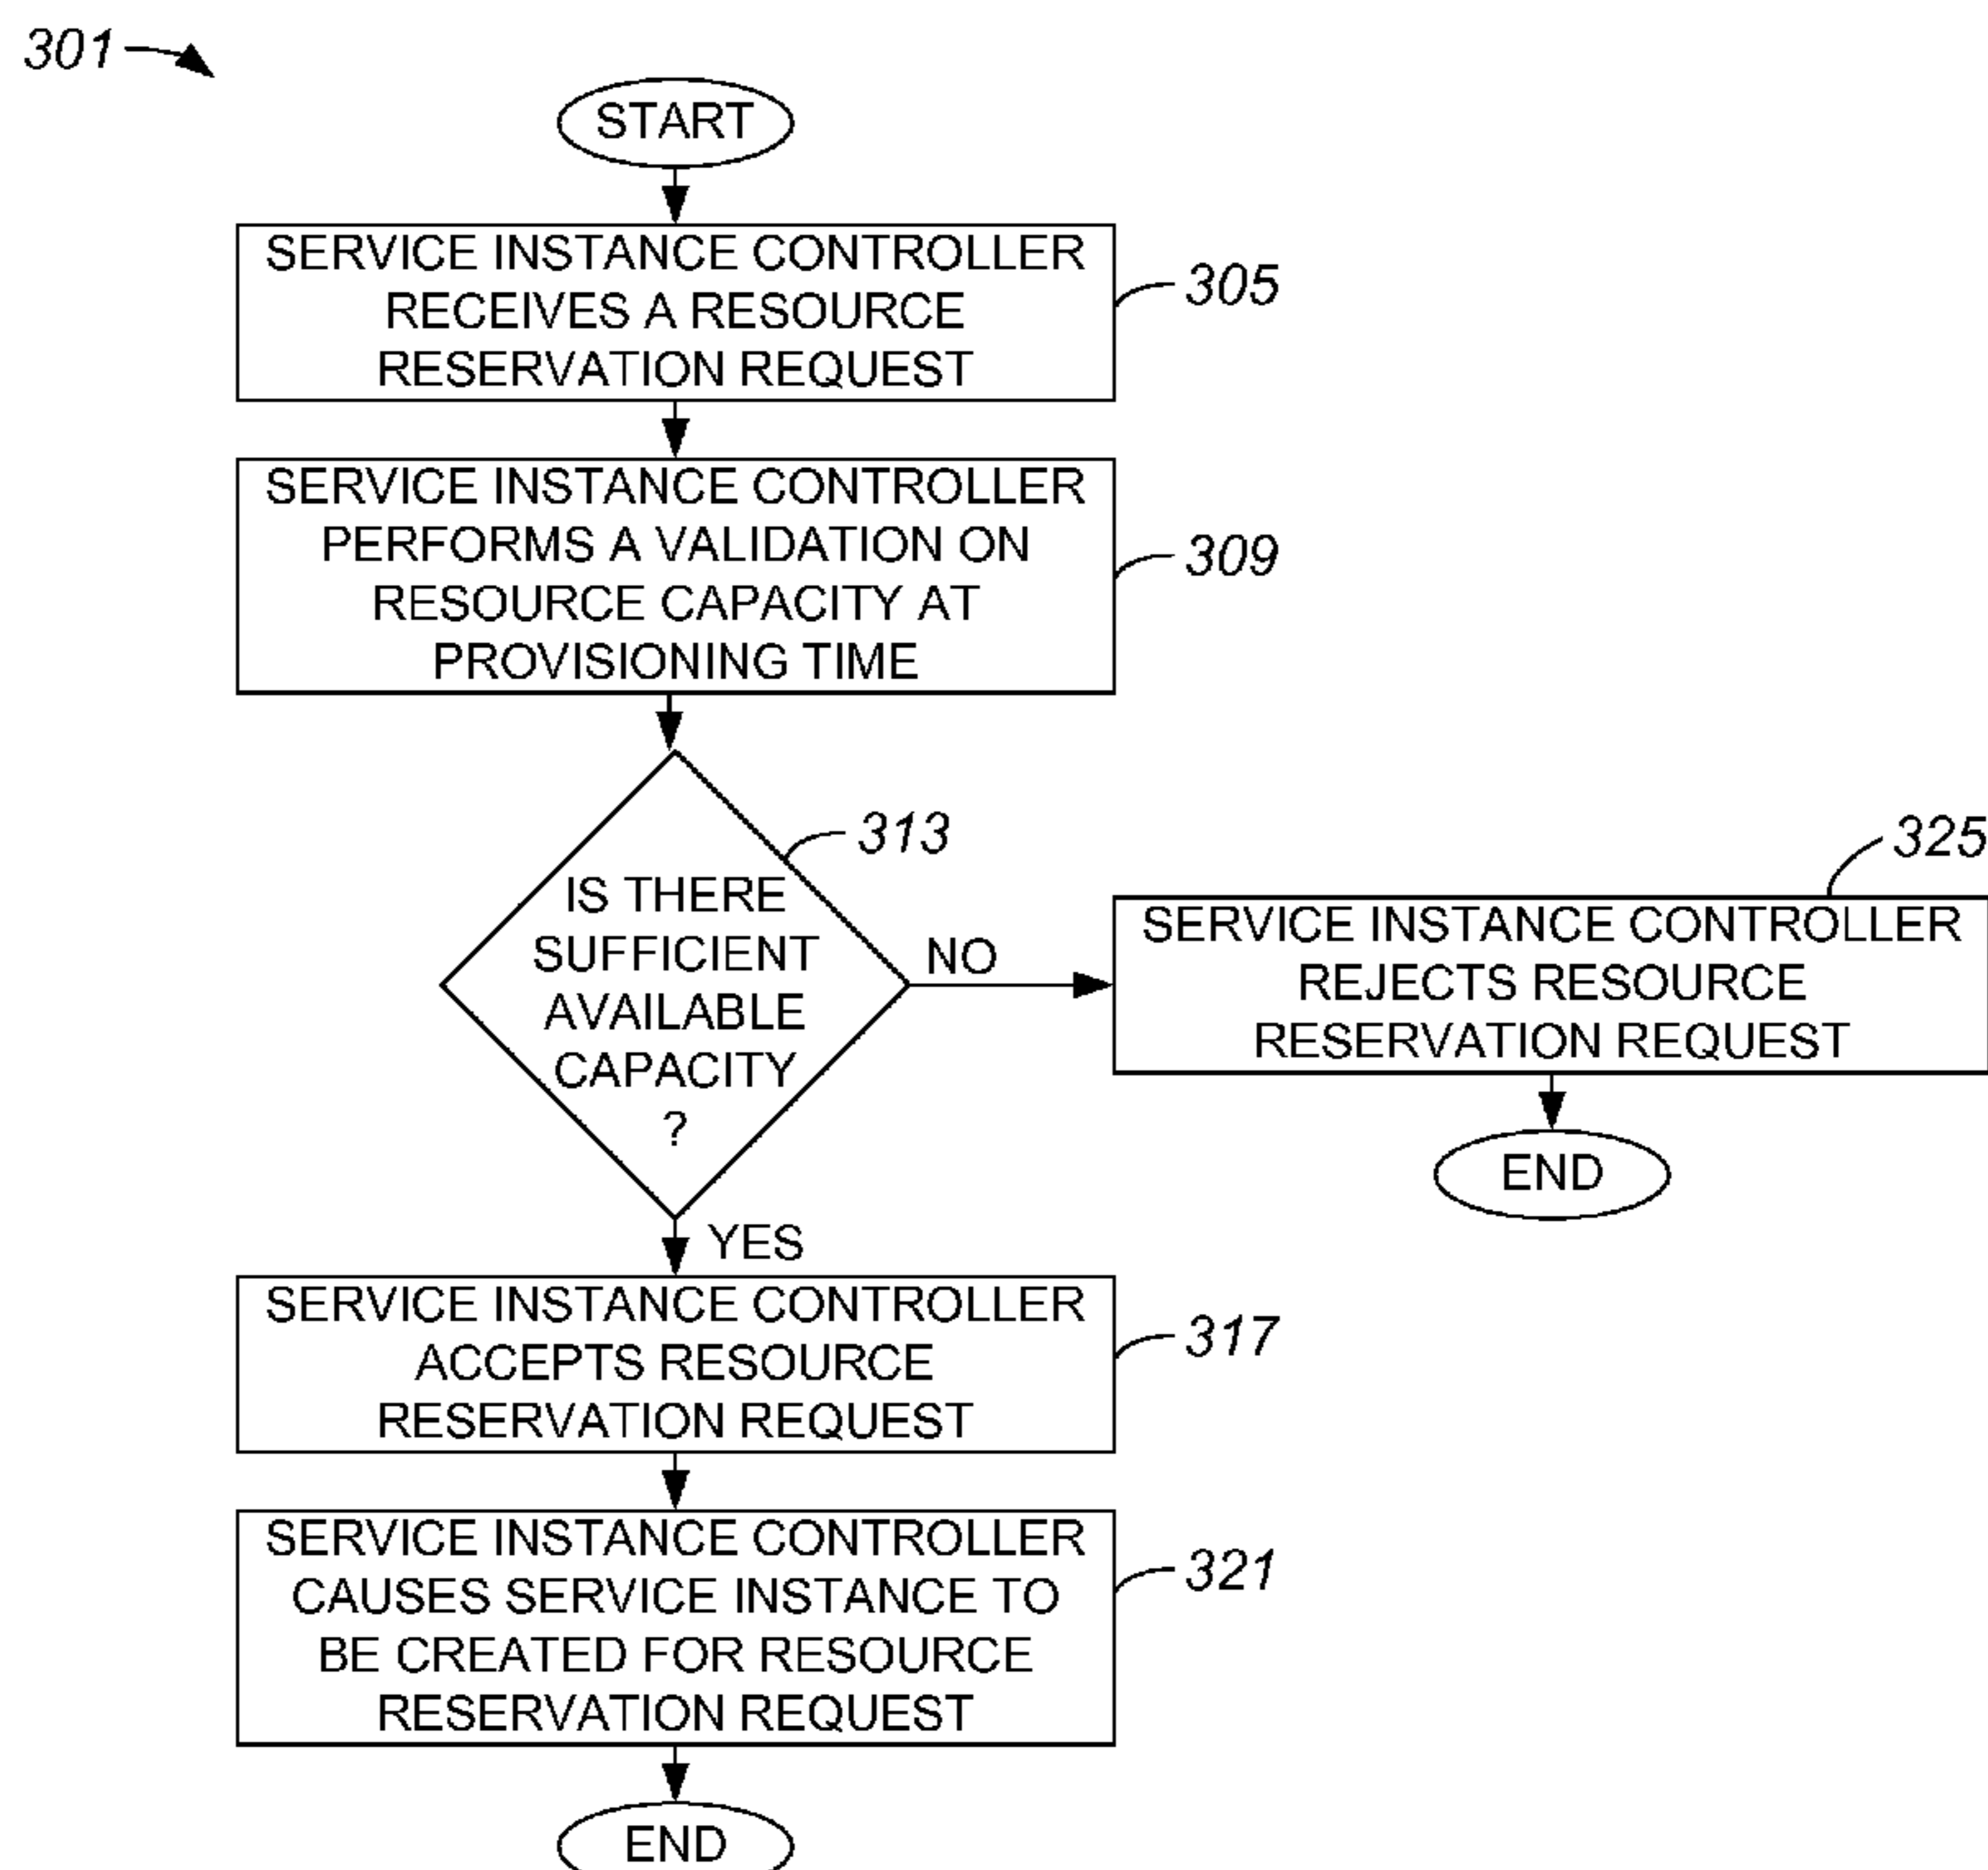 301
START
SERVICE INSTANCE CONTROLLER
RECEIVES A RESOURCE
RESERVATION REQUEST
305
SERVICE INSTANCE CONTROLLER
PERFORMS A VALIDATION ON
RESOURCE CAPACITY AT
PROVISIONING TIME
309
IS THERE
SUFFICIENT
AVAILABLE
CAPACITY
?
313
NO
325
SERVICE INSTANCE CONTROLLER
REJECTS RESOURCE
RESERVATION REQUEST
END
YES
SERVICE INSTANCE CONTROLLER
ACCEPTS RESOURCE
RESERVATION REQUEST
317
SERVICE INSTANCE CONTROLLER
CAUSES SERVICE INSTANCE TO
BE CREATED FOR RESOURCE
RESERVATION REQUEST
321
END